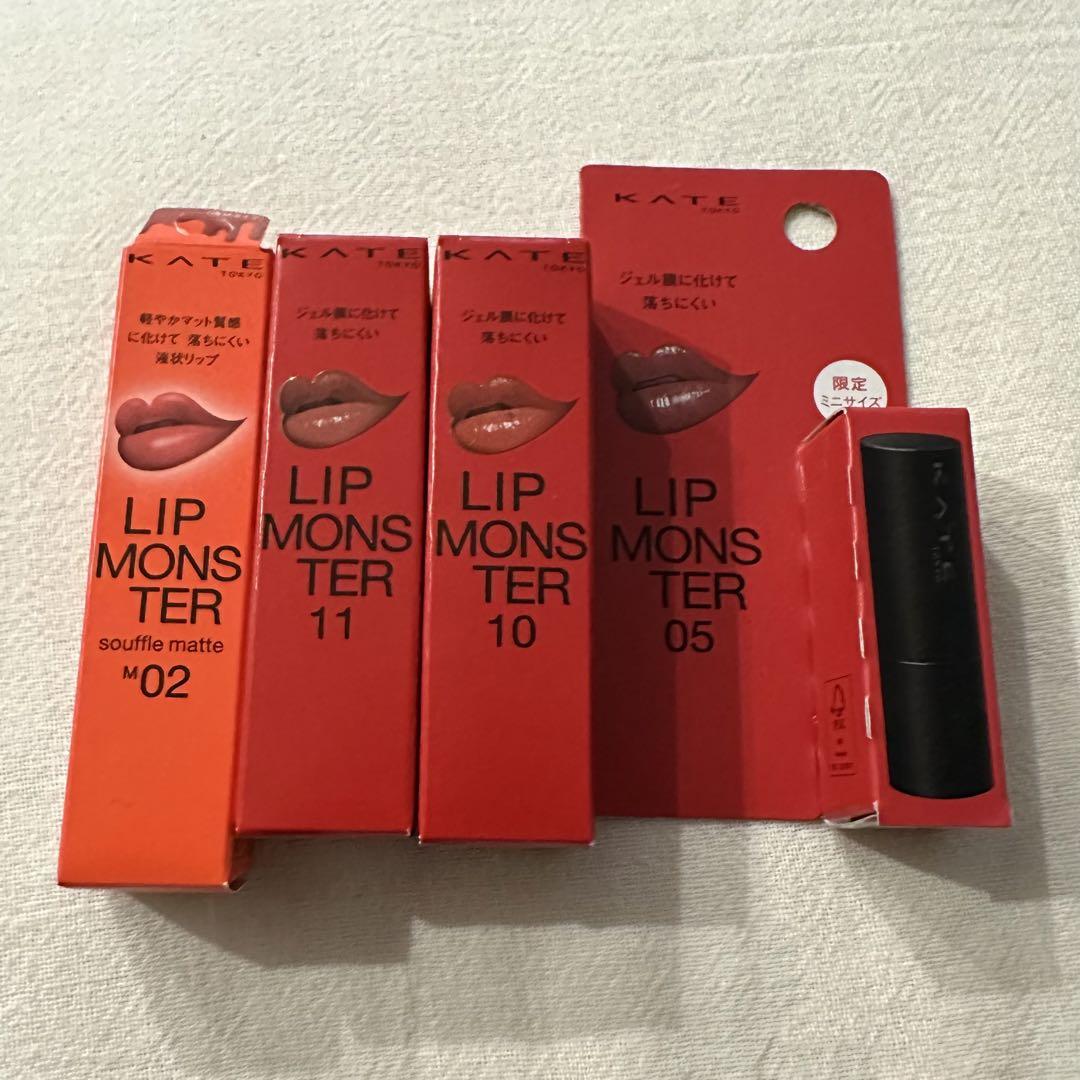 KATE
TOKYO
軽やかマット質感
に化けて 落ちにくい
液状リップ
LIP
MONS
TER
souffle matte
M02
KATE
TOKYO
ジェル膜に化けて
落ちにくい
LIP
MONS
TER
11
KATE
TOKYO
ジェル膜に化けて
落ちにくい
LIP
MONS
TER
10
KATE
TOKYO
ジェル膜に化けて
落ちにくい
限定
ミニサイズ
LIP
MONS
TER
05
KATE
TOKYO